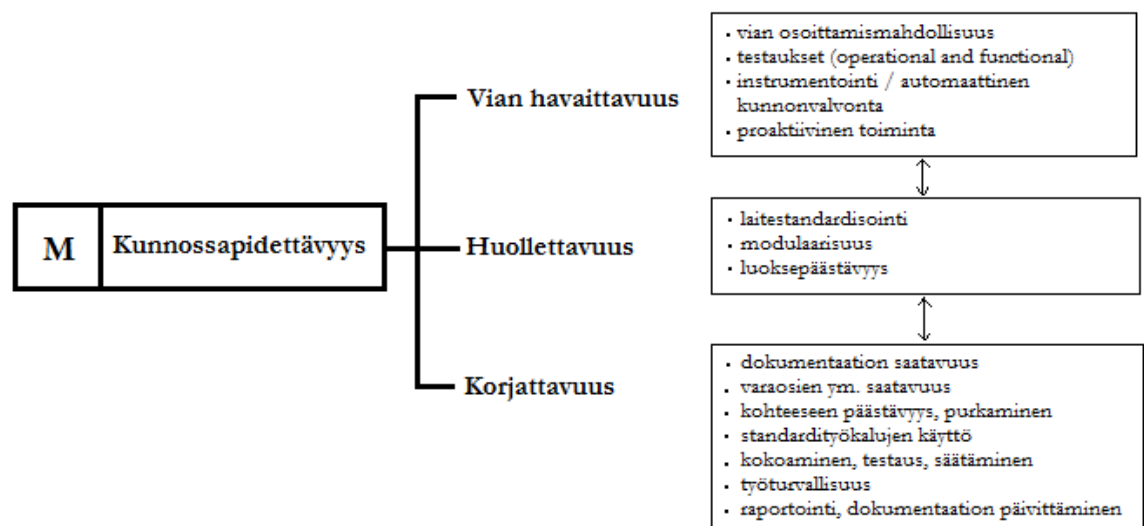 M
Kunnossapidettävyys
Vian havaittavuus
Huollettavuus
Korjattavuus
· vian osoittamismahdollisuus
· testaukset (operational and functional)
· instrumentointi / automaattinen
kunnonvalvonta
· proaktiivinen toiminta
· laitestandardisointi
· modulaarisuus
· luoksepäästävyys
· dokumentaation saatavuus
· varaosien ym. saatavuus
· kohteeseen päästävyys, purkaminen
· standardityökalujen käyttö
· kokoaminen, testaus, säätäminen
· työturvallisuus
· raportointi, dokumentaation päivittäminen